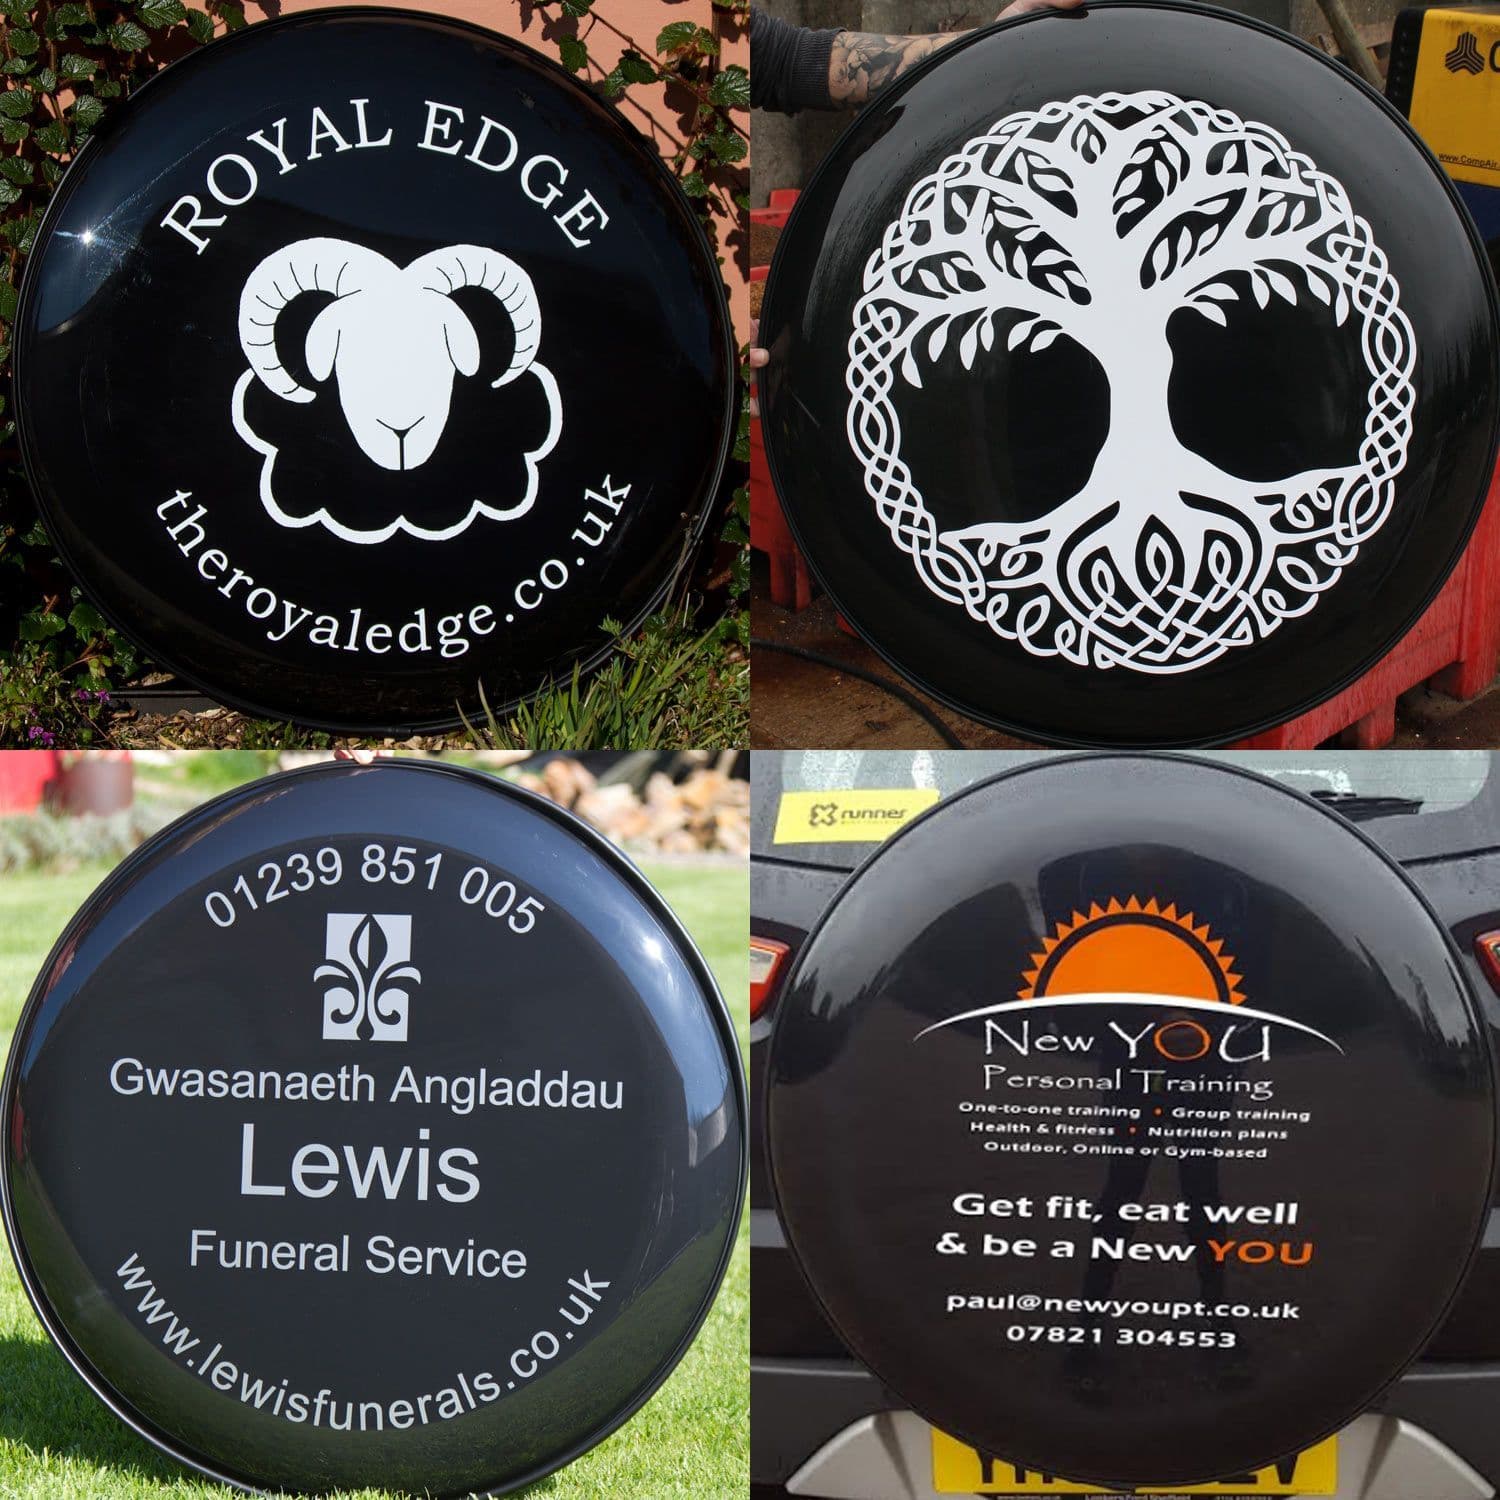 ROYAL EDGE
theroyaledge.co.uk
www.CompAir.
01239 851 005
Gwasanaeth Angladdau
Lewis
Funeral Service
www.lewisfunerals.co.uk
runner
New YOU
Personal Training
One-to-one training • Group training
Health & fitness • Nutrition plans
Outdoor, Online or Gym-based
Get fit, eat well
& be a New YOU
paul@newyoupt.co.uk
07821 304553